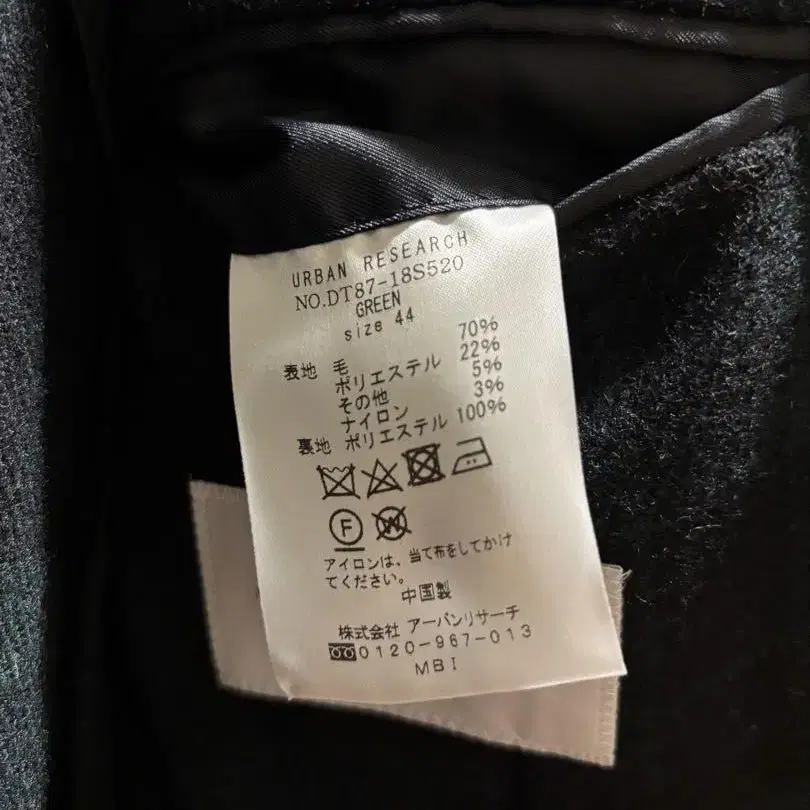 URBAN RESEARCH
NO.DT87-18S520
GREEN
size 44
表地 毛 70%
ポリエステル 22%
その他 5%
ナイロン 3%
裏地 ポリエステル 100%
F W
アイロンは、当て布をしてかけ
てください。
中国製
株式会社 アーバンリサーチ
0120-967-013
MBI